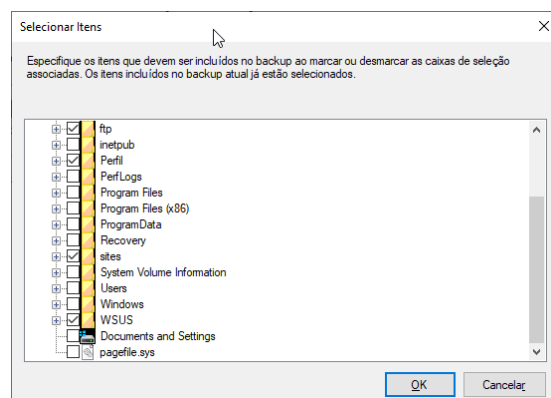 Selecionar Itens
Especifique os itens que devem ser incluídos no backup ao marcar ou desmarcar as caixas de seleção
associadas. Os itens incluídos no backup atual já estão selecionados.
ftp
inetpub
Perfil
PerfLogs
Program Files
Program Files (x86)
ProgramData
Recovery
sites
System Volume Information
Users
Windows
WSUS
Documents and Settings
pagefile.sys
OK
Cancelar